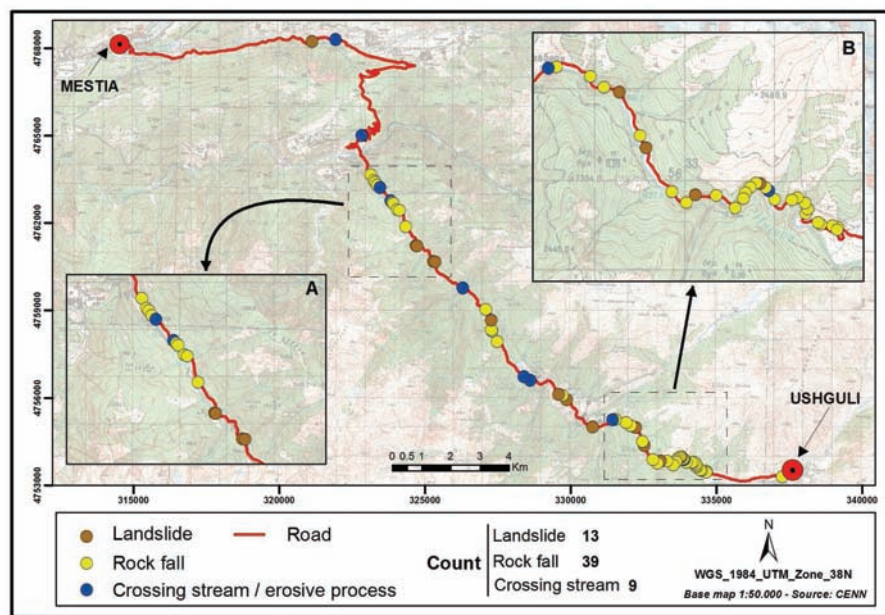 MESTIA
USHGULI
A
B
4768000
4765000
4762000
4759000
4756000
4753000
315000
320000
325000
330000
335000
340000
0 0.5 1 2 3 4
Km
Landslide
Road
Rock fall
Crossing stream / erosive process
Count
Landslide 13
Rock fall 39
Crossing stream 9
N
WGS_1984_UTM_Zone_38N
Base map 1:50.000 - Source: CENN